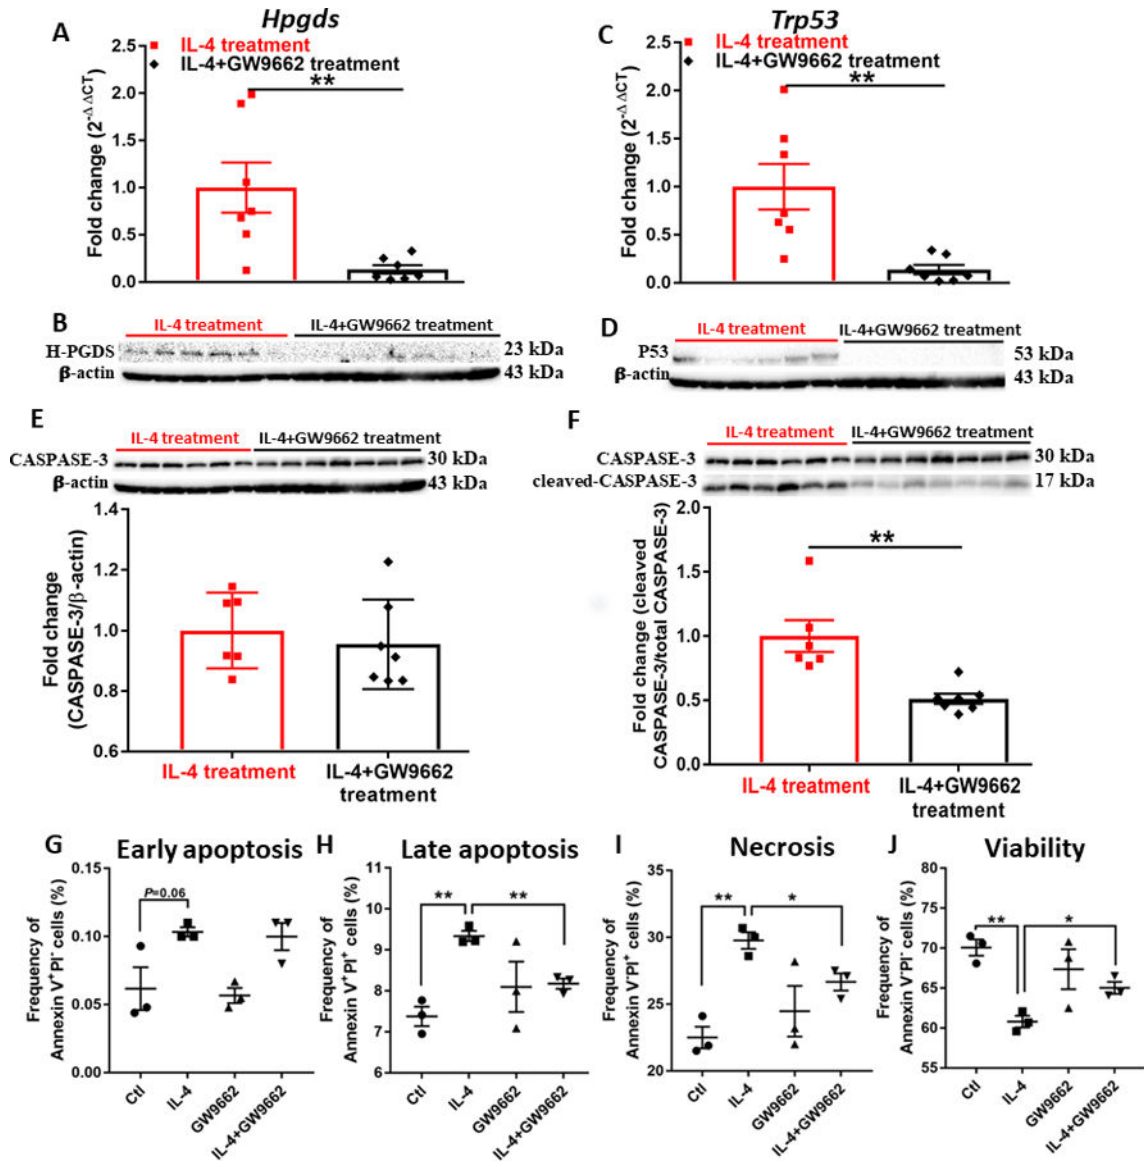 A
Hpgds
IL-4 treatment
IL-4+GW9662 treatment
**
Fold change (2-Δ ΔCT)
2.5
2.0
1.5
1.0
0.5
0.0
C
Trp53
IL-4 treatment
IL-4+GW9662 treatment
**
Fold change (2-Δ ΔCT)
2.5
2.0
1.5
1.0
0.5
0.0
B
IL-4 treatment IL-4+GW9662 treatment
H-PGDS 23 kDa
β-actin 43 kDa
D
IL-4 treatment IL-4+GW9662 treatment
P53 53 kDa
β-actin 43 kDa
E
IL-4 treatment IL-4+GW9662 treatment
CASPASE-3 30 kDa
β-actin 43 kDa
Fold change
(CASPASE-3/β-actin)
1.4
1.2
1.0
0.8
0.6
IL-4 treatment IL-4+GW9662
treatment
F
IL-4 treatment IL-4+GW9662 treatment
CASPASE-3 30 kDa
cleaved-CASPASE-3 17 kDa
Fold change (cleaved
CASPASE-3/total CASPASE-3)
2.0
1.5
1.0
0.5
0.0
**
IL-4 treatment IL-4+GW9662
treatment
G Early apoptosis
Frequency of
Annexin V+PI- cells (%)
0.15
0.10
0.05
0.00
P=0.06
Ctl
IL-4
GW9662
IL-4+GW9662
H Late apoptosis
Frequency of
Annexin V+PI+ cells (%)
11
10
9
8
7
6
** **
Ctl
IL-4
GW9662
IL-4+GW9662
I Necrosis
Frequency of
Annexin V-PI+ cells (%)
35
30
25
20
** *
Ctl
IL-4
GW9662
IL-4+GW9662
J Viability
Frequency of
Annexin V-PI- cells (%)
80
75
70
65
60
55
** *
Ctl
IL-4
GW9662
IL-4+GW9662